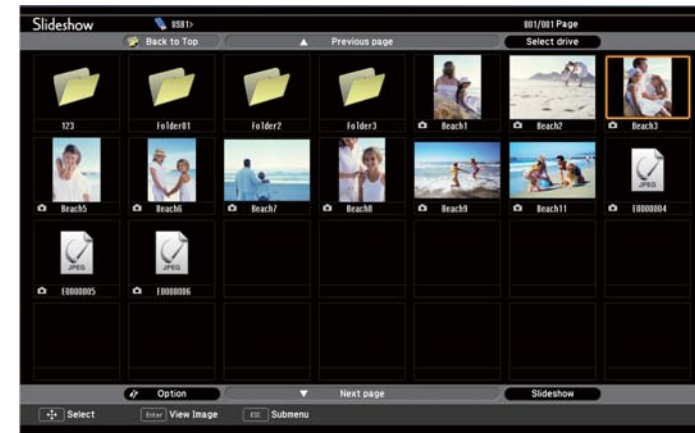 Slideshow USB1> 001/001 Page
Back to Top ▲ Previous page Select drive
123 Folder01 Folder2 Folder3 Beach1 Beach2 Beach3
Beach5 Beach6 Beach7 Beach8 Beach9 Beach11 JPEG E0000004
JPEG E0000005 JPEG E0000006
Option ▼ Next page Slideshow
Select Enter View Image ESC Submenu